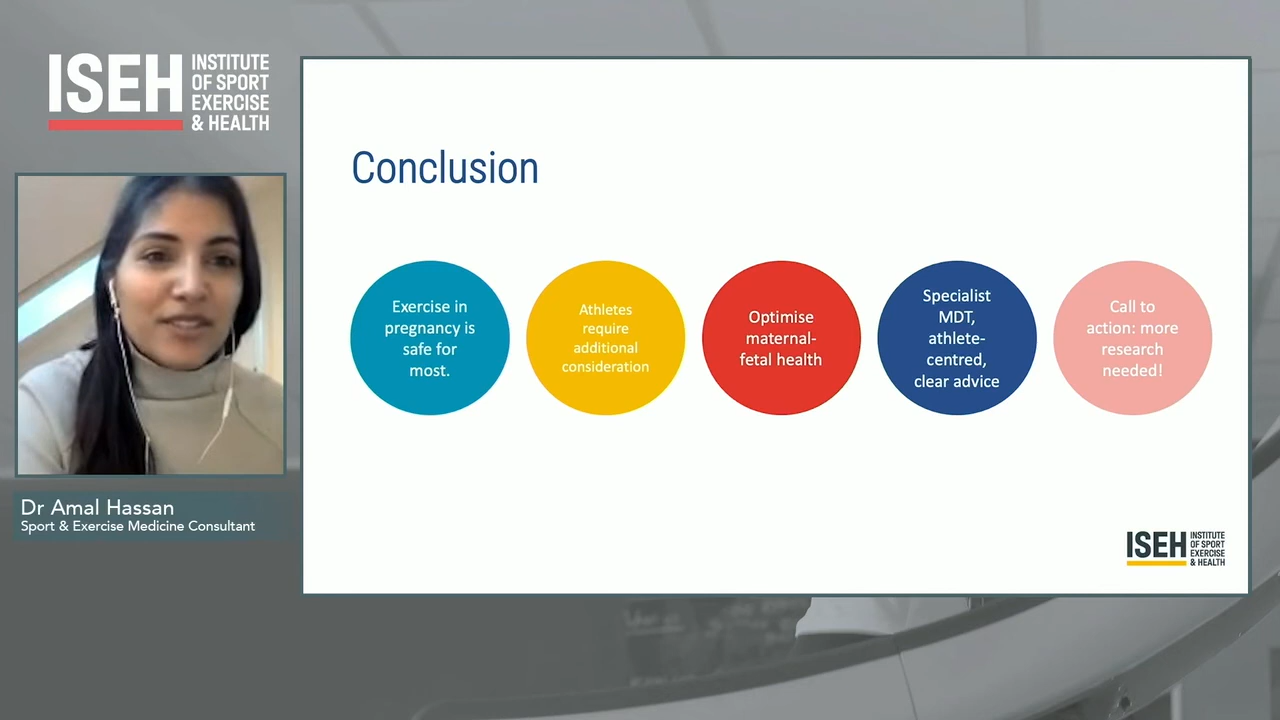 ISEH
INSTITUTE
OF SPORT
EXERCISE
& HEALTH
Dr Amal Hassan
Sport & Exercise Medicine Consultant
Conclusion
Exercise in
pregnancy is
safe for
most.
Athletes
require
additional
consideration
Optimise
maternal-
fetal health
Specialist
MDT,
athlete-
centred,
clear advice
Call to
action: more
research
needed!
ISEH
INSTITUTE
OF SPORT
EXERCISE
& HEALTH